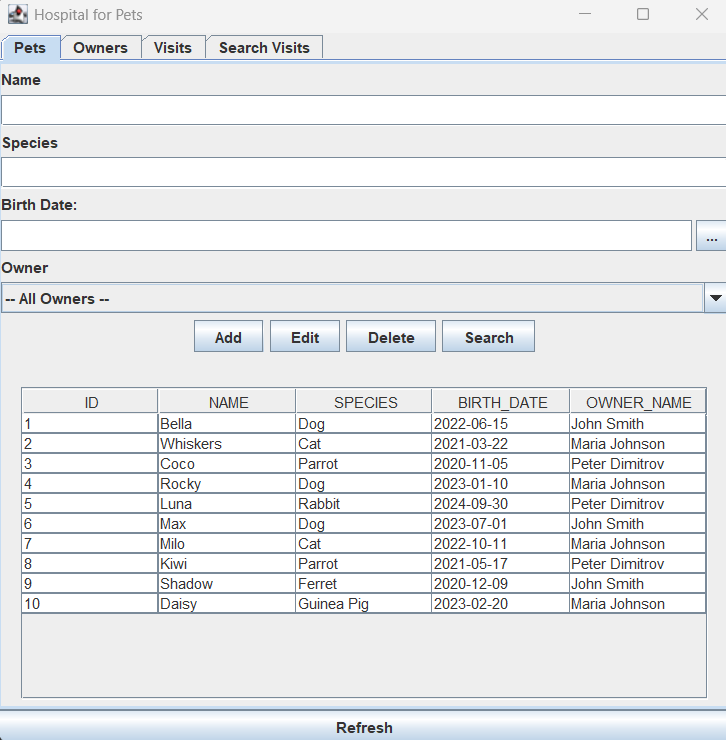 Hospital for Pets
Pets Owners Visits Search Visits
Name
Species
Birth Date:
...
Owner
-- All Owners --
Add Edit Delete Search
ID NAME SPECIES BIRTH_DATE OWNER_NAME
1 Bella Dog 2022-06-15 John Smith
2 Whiskers Cat 2021-03-22 Maria Johnson
3 Coco Parrot 2020-11-05 Peter Dimitrov
4 Rocky Dog 2023-01-10 Maria Johnson
5 Luna Rabbit 2024-09-30 Peter Dimitrov
6 Max Dog 2023-07-01 John Smith
7 Milo Cat 2022-10-11 Maria Johnson
8 Kiwi Parrot 2021-05-17 Peter Dimitrov
9 Shadow Ferret 2020-12-09 John Smith
10 Daisy Guinea Pig 2023-02-20 Maria Johnson
Refresh